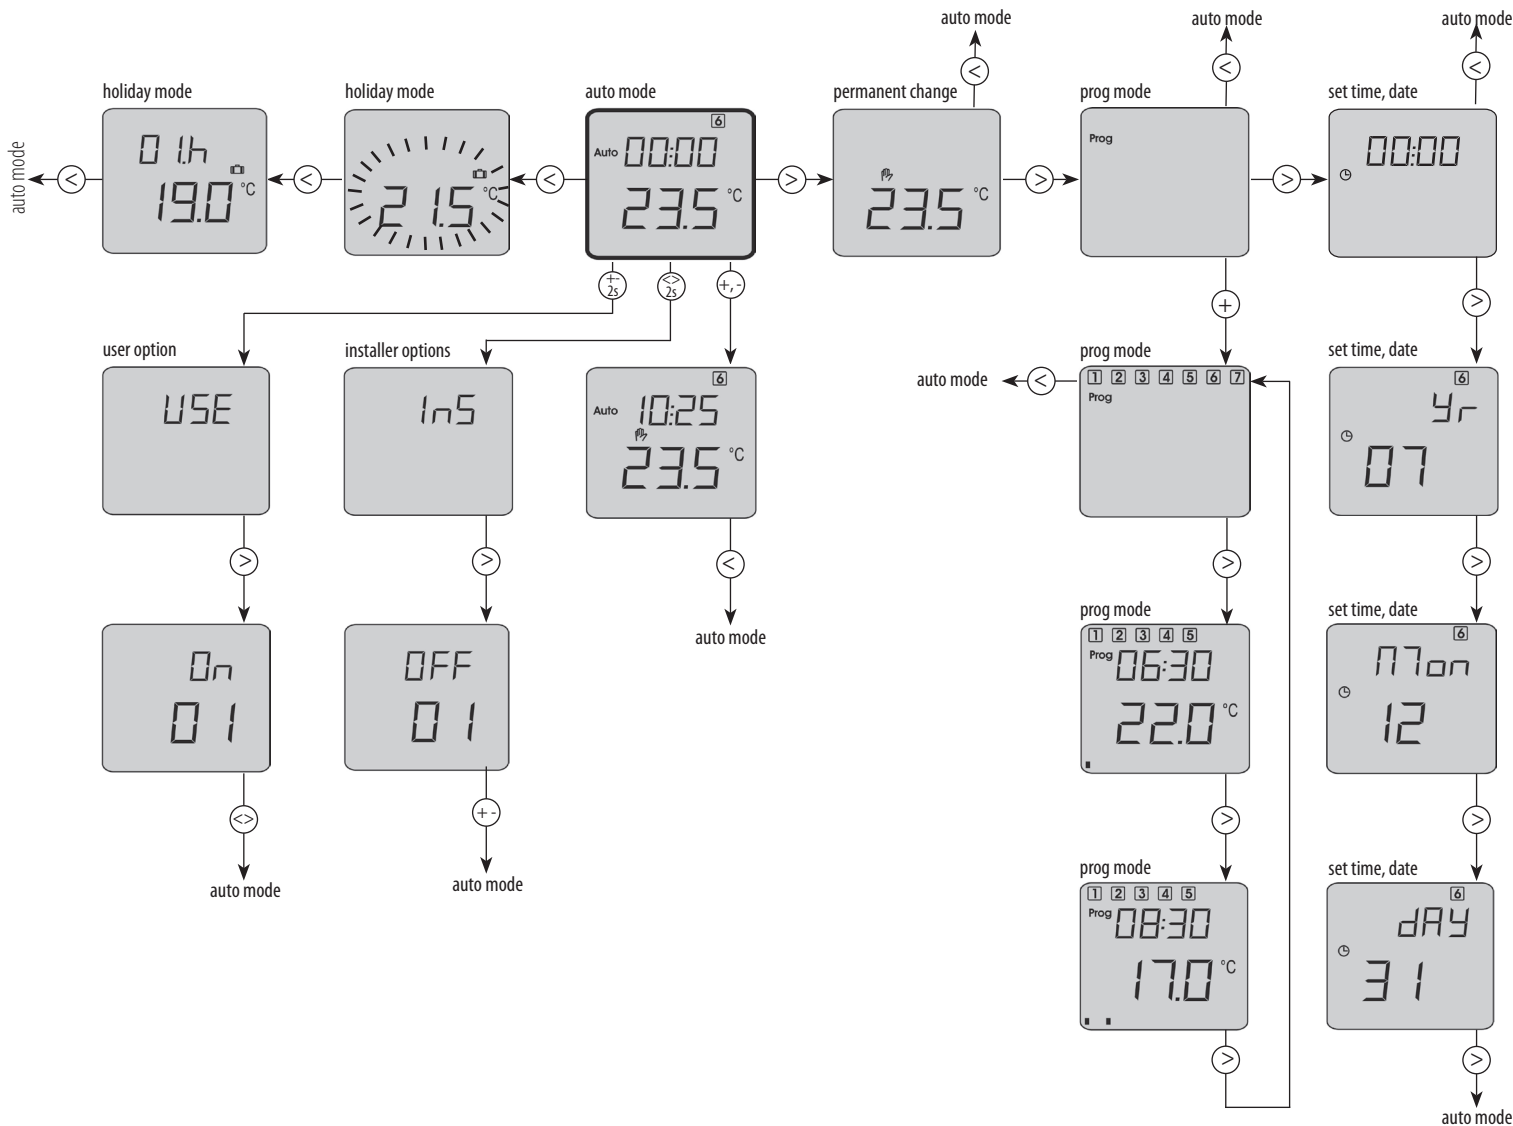 auto mode
auto mode
auto mode
<
<
<
holiday mode
holiday mode
auto mode
permanent change
prog mode
set time, date
auto mode
<
01.h
19.0 °C
<
21.5 °C
<
6
Auto 00:00
23.5 °C
>
23.5 °C
>
Prog
>
00:00
+-
2s
<>
2s
+,-
+
>
user option
installer options
prog mode
set time, date
USE
InS
6
Auto 10:25
23.5 °C
auto mode
<
1 2 3 4 5 6 7
Prog
6
Yr
07
>
>
<
>
>
auto mode
prog mode
set time, date
On
01
OFF
01
1 2 3 4 5
Prog 06:30
22.0 °C
6
Mon
12
<>
+-
>
>
auto mode
auto mode
prog mode
set time, date
1 2 3 4 5
Prog 08:30
17.0 °C
6
dAY
31
>
>
auto mode